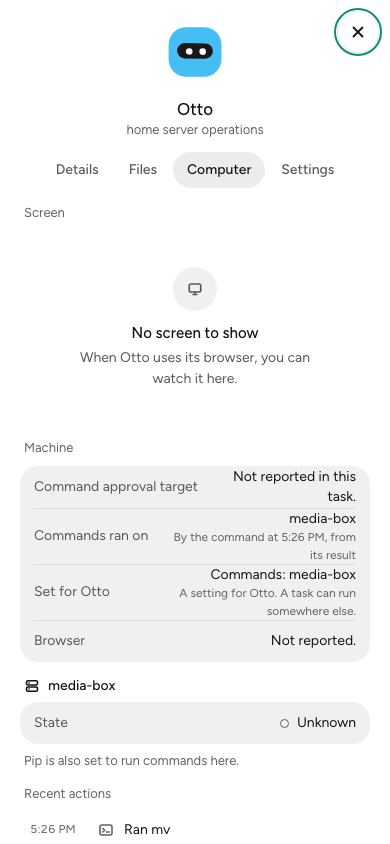 Otto
home server operations
Details Files Computer Settings
Screen
No screen to show
When Otto uses its browser, you can
watch it here.
Machine
Command approval target Not reported in this
task.
Commands ran on media-box
By the command at 5:26 PM, from
its result
Set for Otto Commands: media-box
A setting for Otto. A task can run
somewhere else.
Browser Not reported.
media-box
State Unknown
Pip is also set to run commands here.
Recent actions
5:26 PM Ran mv